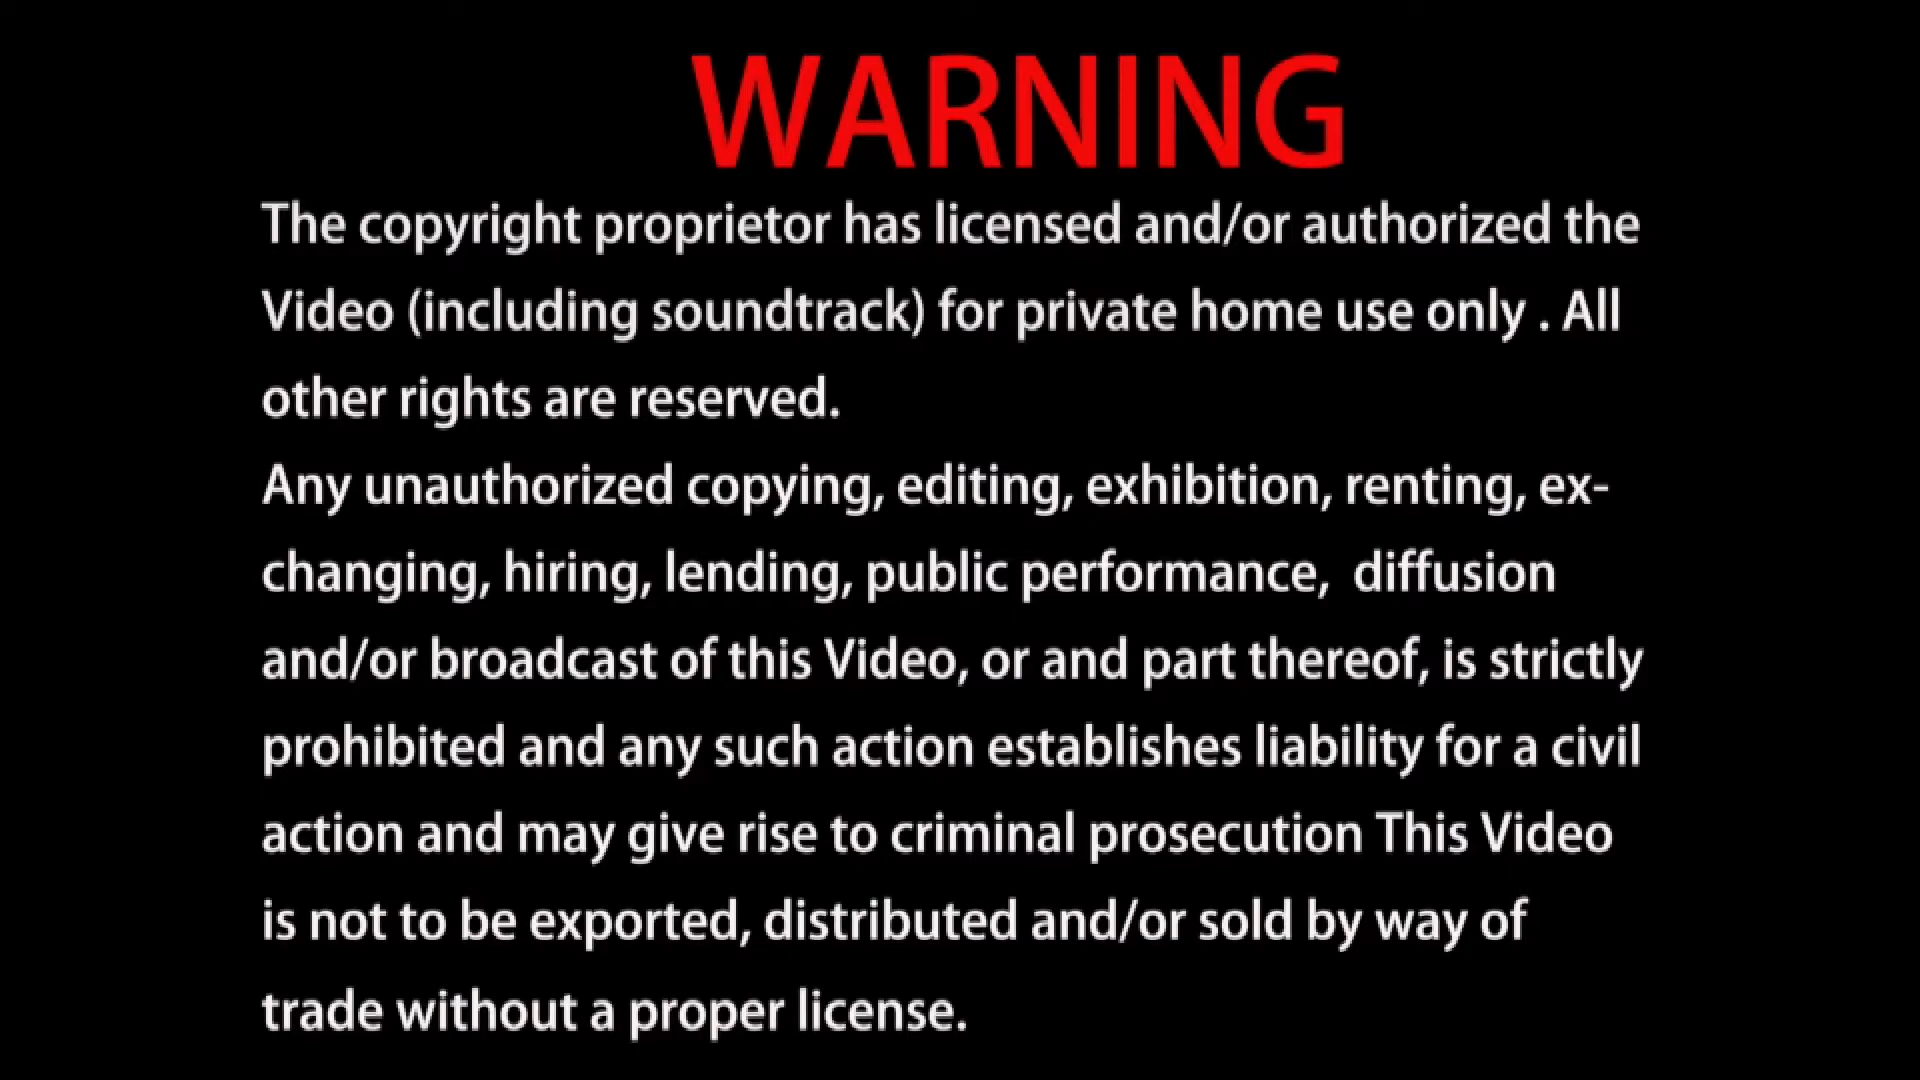 WARNING
The copyright proprietor has licensed and/or authorized the
Video (including soundtrack) for private home use only . All
other rights are reserved.
Any unauthorized copying, editing, exhibition, renting, ex-
changing, hiring, lending, public performance,  diffusion
and/or broadcast of this Video, or and part thereof, is strictly
prohibited and any such action establishes liability for a civil
action and may give rise to criminal prosecution This Video
is not to be exported, distributed and/or sold by way of
trade without a proper license.